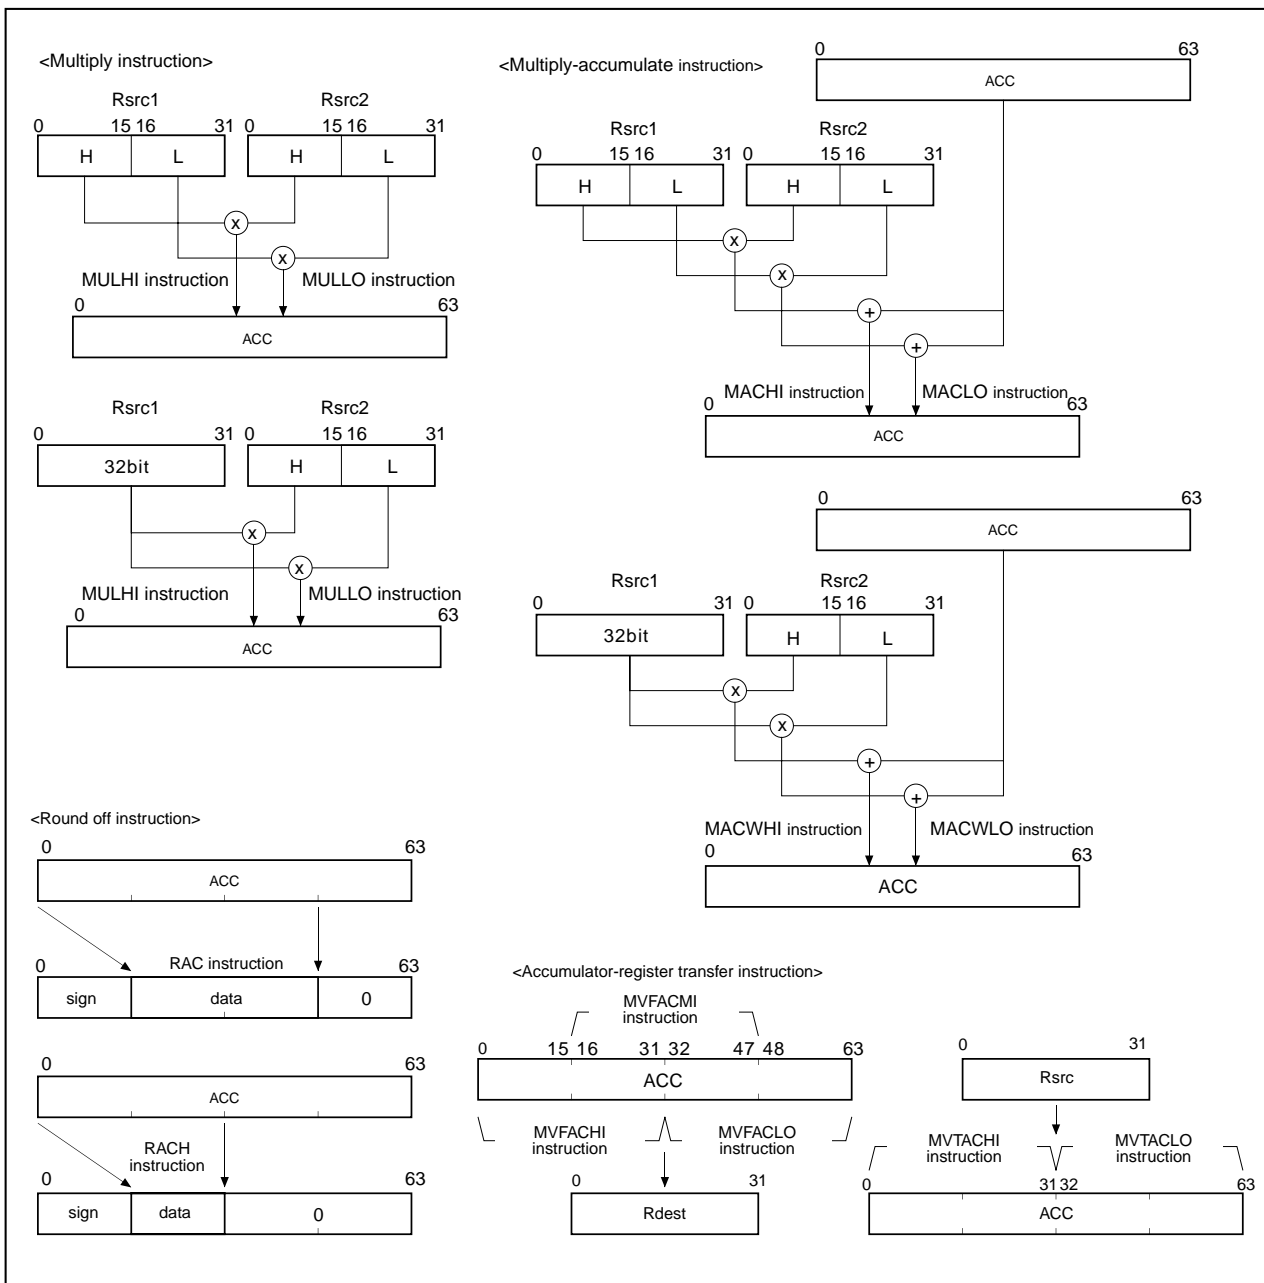 <Multiply instruction>
Rsrc1 Rsrc2
0 15 16 31 0 15 16 31
H L H L
x
x
MULHI instruction MULLO instruction
0 63
ACC
Rsrc1 Rsrc2
0 31 0 15 16 31
32bit H L
x
x
MULHI instruction MULLO instruction
0 63
ACC
<Multiply-accumulate instruction>
0 63
ACC
Rsrc1 Rsrc2
0 15 16 31 0 15 16 31
H L H L
x
x
+
+
MACHI instruction MACLO instruction
0 63
ACC
0 63
ACC
Rsrc1 Rsrc2
0 31 0 15 16 31
32bit H L
x
x
+
+
MACWHI instruction MACWLO instruction
0 63
ACC
<Round off instruction>
0 63
ACC
RAC instruction
0 63
sign data 0
0 63
ACC
RACH
instruction
0 63
sign data 0
<Accumulator-register transfer instruction>
MVFACMI
instruction
0 15 16 31 32 47 48 63
ACC
MVFACHI
instruction
MVFACLO
instruction
0 31
Rdest
0 31
Rsrc
MVTACHI
instruction
MVTACLO
instruction
0 31 32 63
ACC